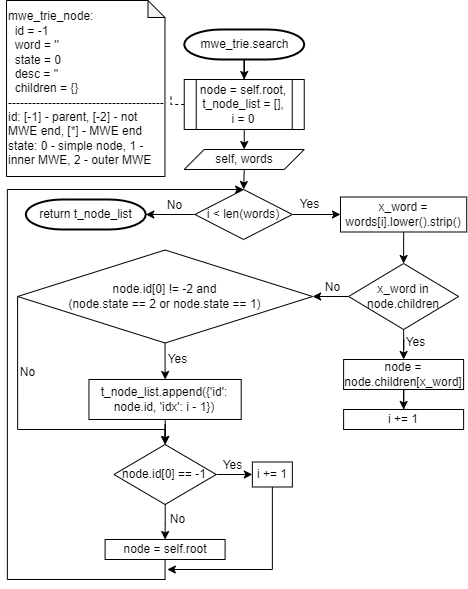 mwe_trie_node:
id = -1
word = "
state = 0
desc = "
children = {}
id: [-1] - parent, [-2] - not
MWE end, [*] - MWE end
state: 0 - simple node, 1 -
inner MWE, 2 - outer MWE
mwe_trie.search
node = self.root,
t_node_list = [],
i = 0
self, words
i < len(words)
No
Yes
return t_node_list
x_word =
words[i].lower().strip()
x_word in
node.children
No
Yes
node =
node.children[x_word]
i += 1
node.id[0] != -2 and
(node.state == 2 or node.state == 1)
No
Yes
t_node_list.append({'id':
node.id, 'idx': i - 1})
node.id[0] == -1
Yes
i += 1
No
node = self.root